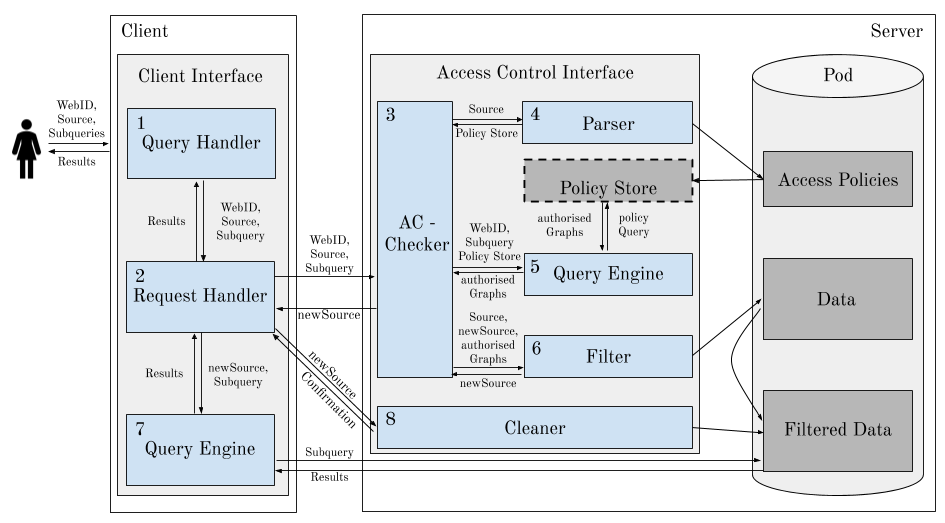 Client
Server
Client Interface
Access Control Interface
Pod
WebID,
Source,
Subqueries
Results
1
Query Handler
Results
WebID,
Source,
Subquery
2
Request Handler
Results
newSource,
Subquery
7
Query Engine
WebID,
Source,
Subquery
newSource
newSource
Confirmation
3
AC -
Checker
Source
Policy Store
4
Parser
Policy Store
authorised
Graphs
policy
Query
WebID,
Subquery
Policy Store
authorised
Graphs
5
Query Engine
Source,
newSource,
authorised
Graphs
newSource
6
Filter
8
Cleaner
Subquery
Results
Access Policies
Data
Filtered Data